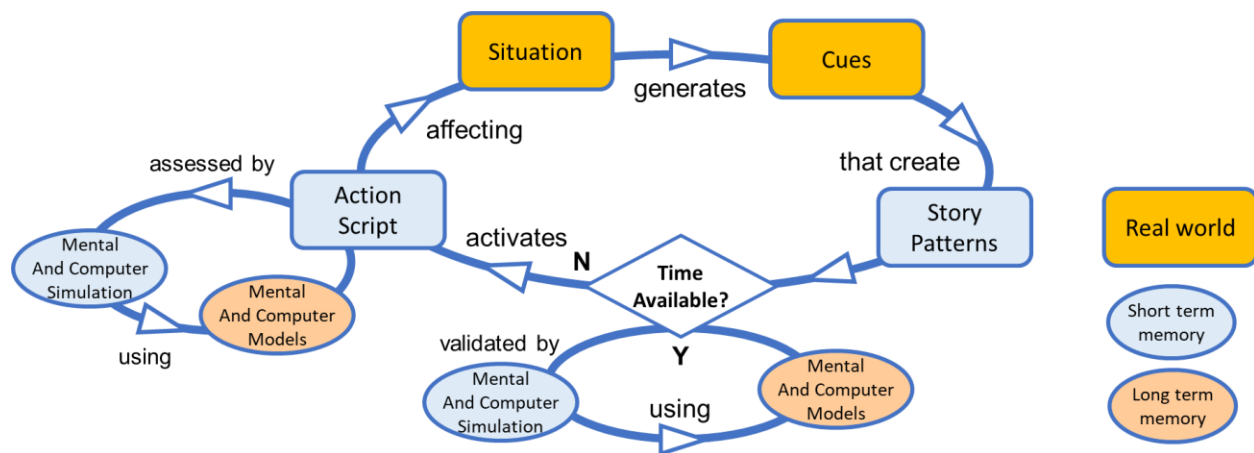 Situation
generates
Cues
affecting
that create
assessed by
Action
Script
activates
N
Time
Available?
Story
Patterns
Real world
Mental
And Computer
Simulation
using
Mental
And Computer
Models
validated by
Y
Mental
And Computer
Simulation
using
Mental
And Computer
Models
Short term
memory
Long term
memory